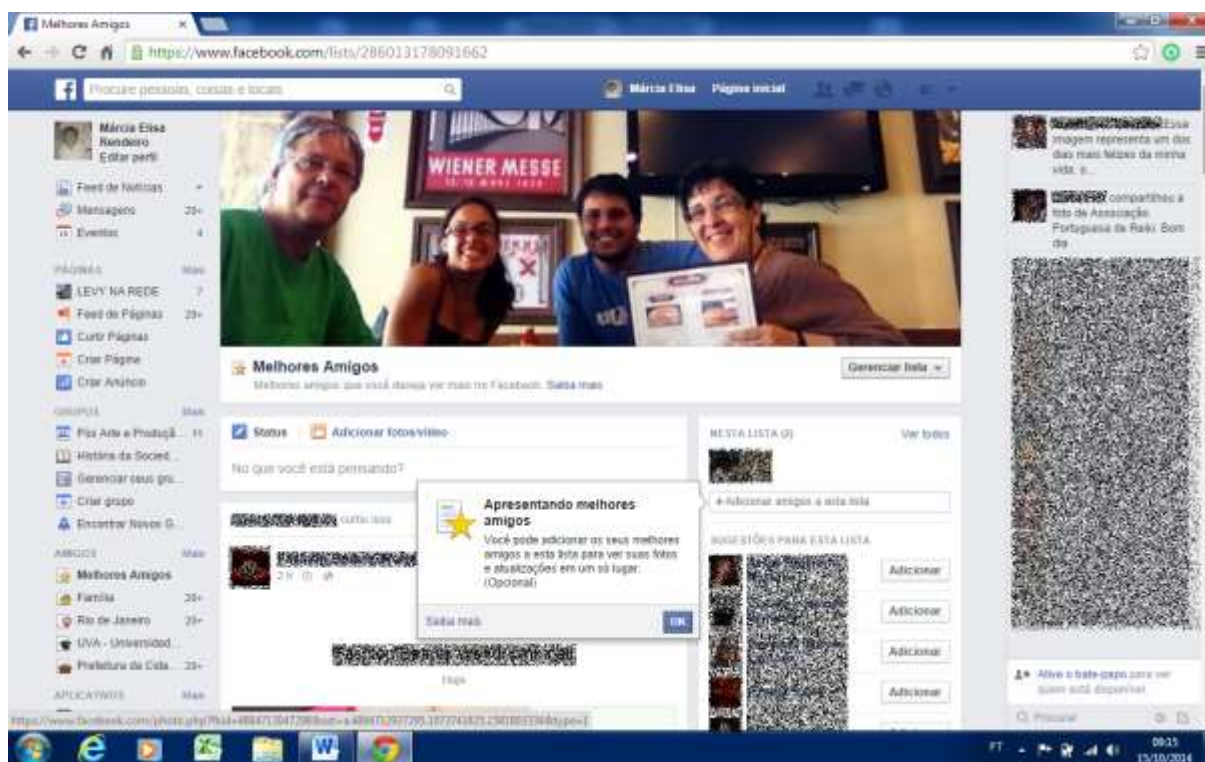 Melhores Amigos
https://www.facebook.com/lists/286013178091662
Procure pessoas, coisas e locais
Márcia Elisa Página inicial
Márcia Elisa
Rendeiro
Editar perfil
Feed de Notícias
Mensagens 20+
Eventos 4
PÁGINAS Mais
LEVY NA REDE 7
Feed de Páginas 20+
Curtir Páginas
Criar Página
Criar Anúncio
GRUPOS Mais
Pós Arte e Produçã... 11
História da Socied...
Gerenciar seus gru...
Criar grupo
Encontrar Novos G...
AMIGOS Mais
Melhores Amigos
Família 20+
Rio de Janeiro 20+
UVA - Universidad...
Prefeitura da Cida... 20+
APLICATIVOS Mais
WIENER MESSE
Melhores Amigos
Melhores amigos que você deseja ver mais no Facebook. Saiba mais
Gerenciar lista
Status Adicionar fotos/vídeo
No que você está pensando?
curtiu isso
2 h
Apresentando melhores
amigos
Você pode adicionar os seus melhores
amigos a esta lista para ver suas fotos
e atualizações em um só lugar.
(Opcional)
Saiba mais OK
NESTA LISTA Ver todos
+ Adicionar amigos a esta lista
SUGESTÕES PARA ESTA LISTA
Adicionar
Adicionar
Adicionar
Adicionar
Essa
imagem representa um dos
dias mais felizes da minha
vida. o...
compartilhou a
foto de Associação
Portuguesa de Reiki: Bom
dia
Ative o bate-papo para ver
quem está disponível.
Procurar
PT
09:15
15/10/2014